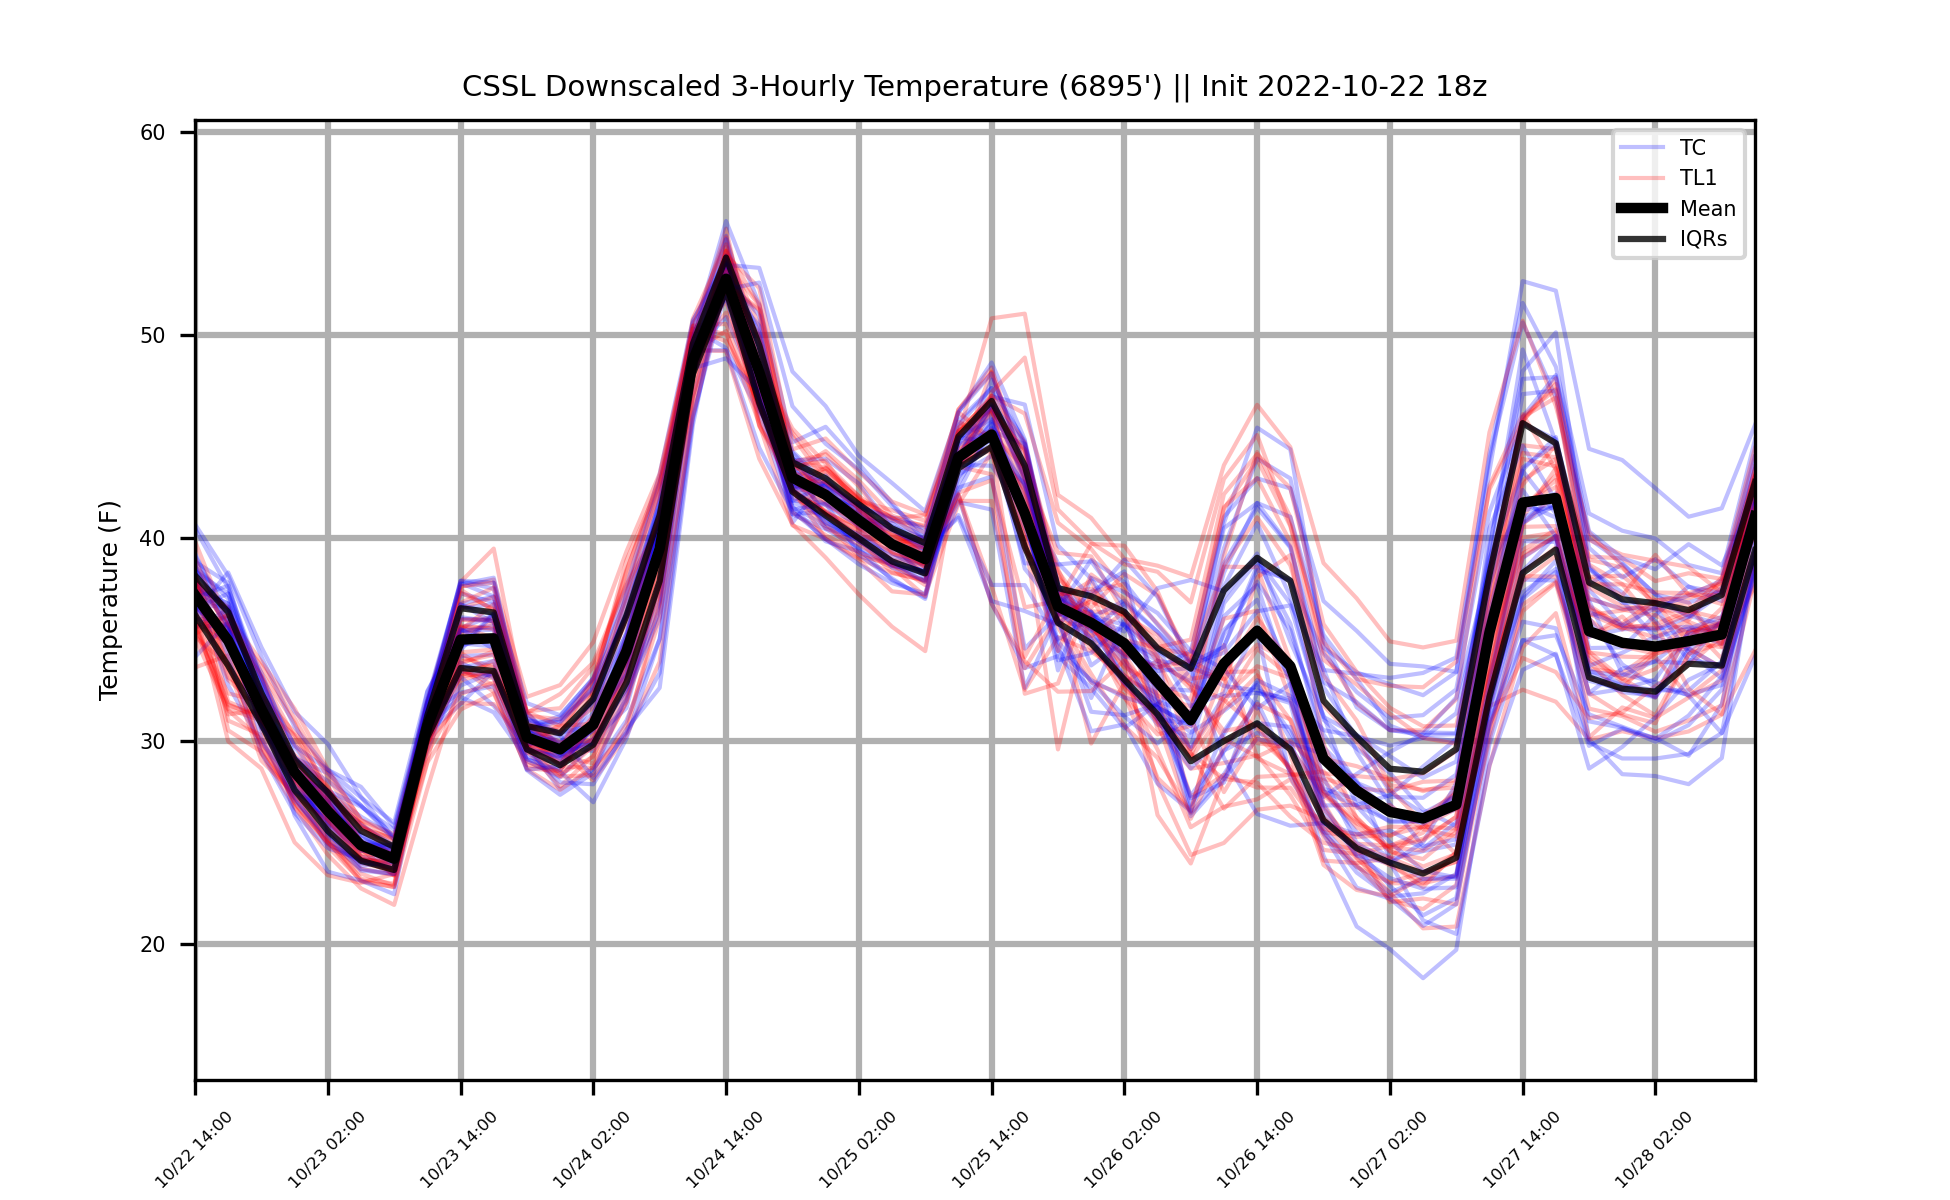 CSSL Downscaled 3-Hourly Temperature (6895') || Init 2022-10-22 18z
TC
TL1
Mean
IQRs
Temperature (F)
60
50
40
30
20
10/22 14:00
10/23 02:00
10/23 14:00
10/24 02:00
10/24 14:00
10/25 02:00
10/25 14:00
10/26 02:00
10/26 14:00
10/27 02:00
10/27 14:00
10/28 02:00